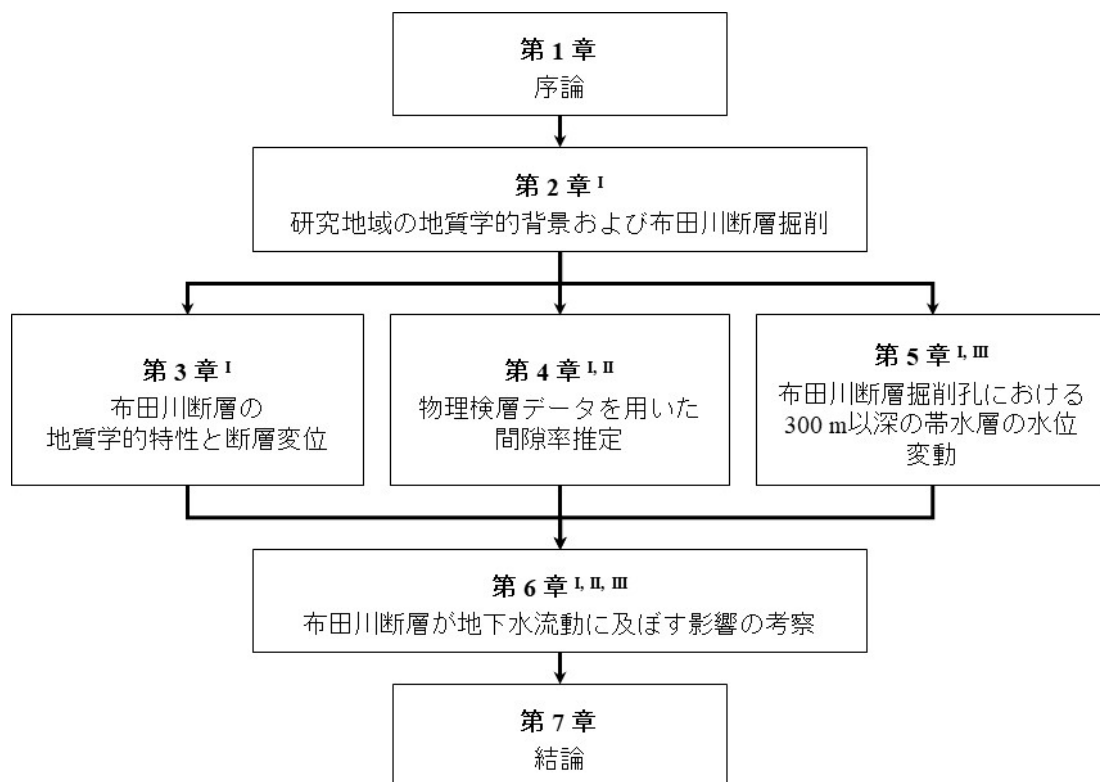 第 1 章
序論
第 2 章 I
研究地域の地質学的背景および布田川断層掘削
第 3 章 I
布田川断層の
地質学的特性と断層変位
第 4 章 I, II
物理検層データを用いた
間隙率推定
第 5 章 I, III
布田川断層掘削孔における
300 m以深の帯水層の水位
変動
第 6 章 I, II, III
布田川断層が地下水流動に及ぼす影響の考察
第 7 章
結論